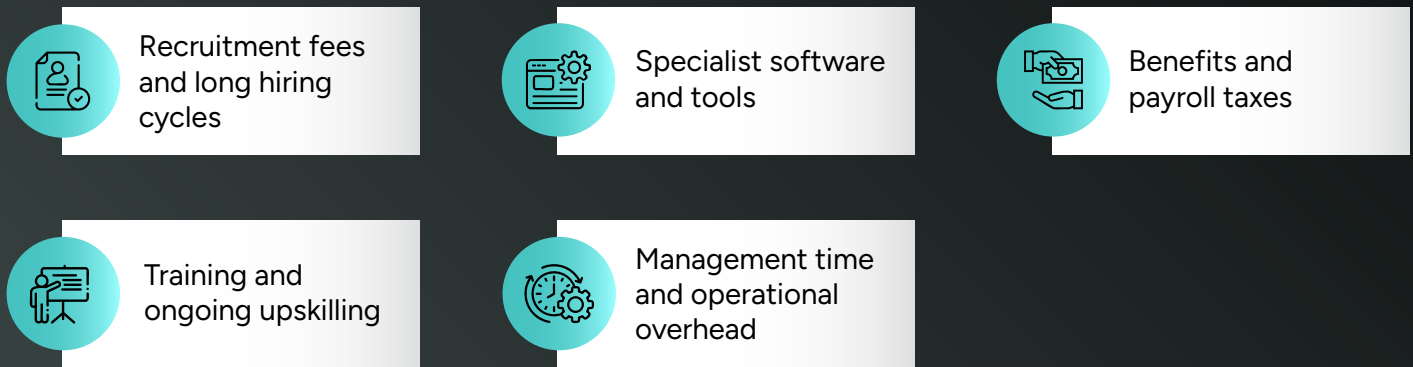 Recruitment fees
and long hiring
cycles
Specialist software
and tools
Benefits and
payroll taxes
Training and
ongoing upskilling
Management time
and operational
overhead